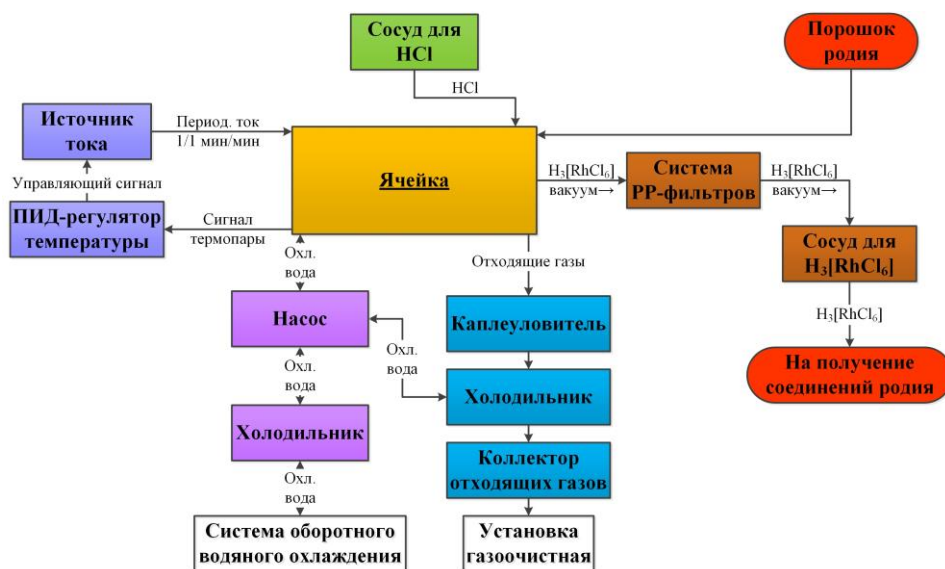 Сосуд для
HCl
Порошок
родия
HCl
Источник
тока
Период. ток
1/1 мин/мин
Ячейка
H₃[RhCl₆]
вакуум→
Система
PP-фильтров
H₃[RhCl₆]
вакуум→
Управляющий сигнал
ПИД-регулятор
температуры
Сигнал
термопары
Сосуд для
H₃[RhCl₆]
Охл.
вода
Отходящие газы
Насос
Каплеуловитель
H₃[RhCl₆]
Охл.
вода
Охл.
вода
На получение
соединений родия
Холодильник
Холодильник
Коллектор
отходящих газов
Охл.
вода
Система оборотного
водяного охлаждения
Установка
газоочистная